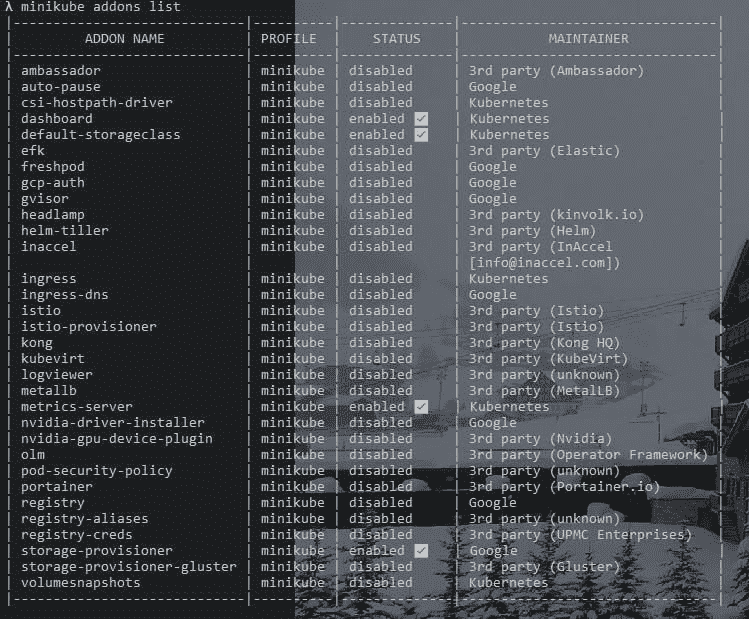 λ minikube addons list
|-----------------------------|----------|--------------|--------------------------------|
| ADDON NAME | PROFILE | STATUS | MAINTAINER |
|-----------------------------|----------|--------------|--------------------------------|
| ambassador | minikube | disabled | 3rd party (Ambassador) |
| auto-pause | minikube | disabled | Google |
| csi-hostpath-driver | minikube | disabled | Kubernetes |
| dashboard | minikube | enabled ✅ | Kubernetes |
| default-storageclass | minikube | enabled ✅ | Kubernetes |
| efk | minikube | disabled | 3rd party (Elastic) |
| freshpod | minikube | disabled | Google |
| gcp-auth | minikube | disabled | Google |
| gvisor | minikube | disabled | Google |
| headlamp | minikube | disabled | 3rd party (kinvolk.io) |
| helm-tiller | minikube | disabled | 3rd party (Helm) |
| inaccel | minikube | disabled | 3rd party (InAccel |
| | | | [info@inaccel.com]) |
| ingress | minikube | disabled | Kubernetes |
| ingress-dns | minikube | disabled | Google |
| istio | minikube | disabled | 3rd party (Istio) |
| istio-provisioner | minikube | disabled | 3rd party (Istio) |
| kong | minikube | disabled | 3rd party (Kong HQ) |
| kubevirt | minikube | disabled | 3rd party (KubeVirt) |
| logviewer | minikube | disabled | 3rd party (unknown) |
| metallb | minikube | disabled | 3rd party (MetalLB) |
| metrics-server | minikube | enabled ✅ | Kubernetes |
| nvidia-driver-installer | minikube | disabled | Google |
| nvidia-gpu-device-plugin | minikube | disabled | 3rd party (Nvidia) |
| olm | minikube | disabled | 3rd party (Operator Framework) |
| pod-security-policy | minikube | disabled | 3rd party (unknown) |
| portainer | minikube | disabled | 3rd party (Portainer.io) |
| registry | minikube | disabled | Google |
| registry-aliases | minikube | disabled | 3rd party (unknown) |
| registry-creds | minikube | disabled | 3rd party (UPMC Enterprises) |
| storage-provisioner | minikube | enabled ✅ | Google |
| storage-provisioner-gluster | minikube | disabled | 3rd party (Gluster) |
| volumesnapshots | minikube | disabled | Kubernetes |
|-----------------------------|----------|--------------|--------------------------------|